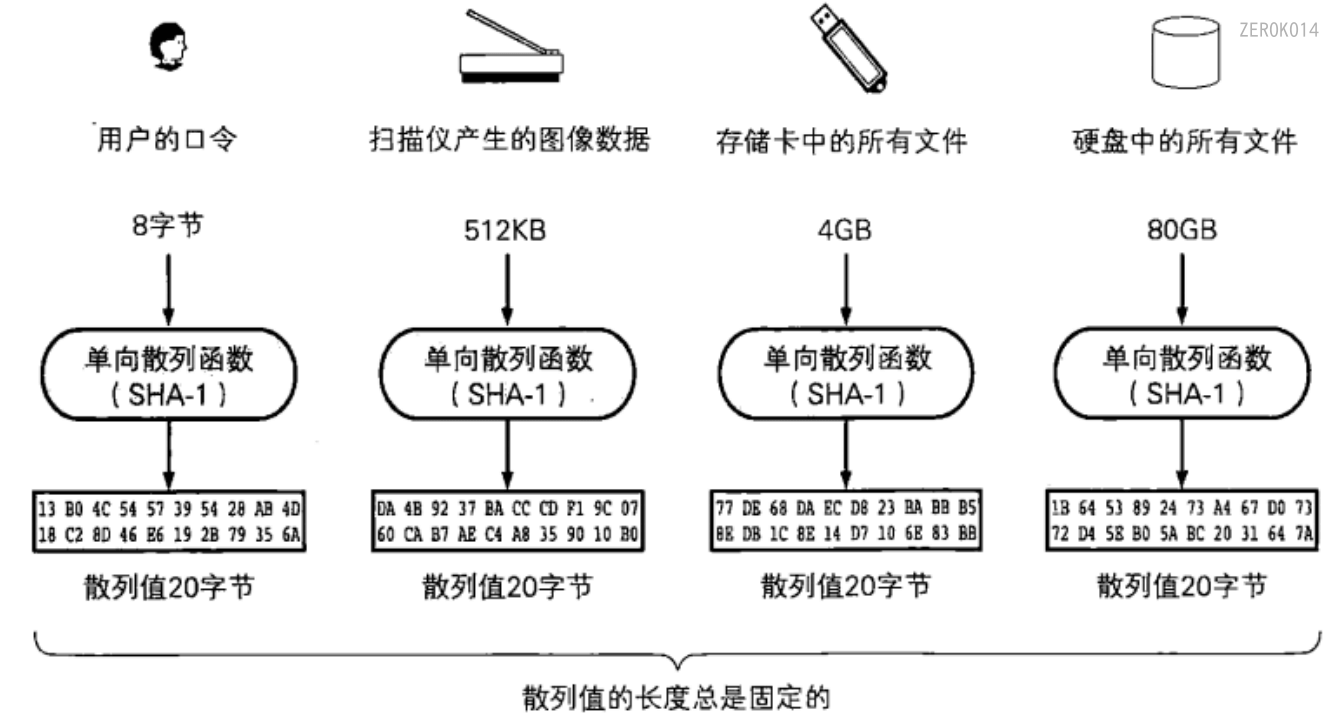 ZEROK014
用户的口令
扫描仪产生的图像数据
存储卡中的所有文件
硬盘中的所有文件
8字节
512KB
4GB
80GB
单向散列函数
(SHA-1)
单向散列函数
(SHA-1)
单向散列函数
(SHA-1)
单向散列函数
(SHA-1)
13 B0 4C 54 57 39 54 28 AB 4D
18 C2 8D 46 E6 19 2B 79 35 6A
DA 4B 92 37 BA CC CD F1 9C 07
60 CA B7 AE C4 A8 35 90 10 B0
77 DE 68 DA EC D8 23 BA BB B5
8E DB 1C 8E 14 D7 10 6E 83 BB
1B 64 53 89 24 73 A4 67 D0 73
72 D4 5E B0 5A BC 20 31 64 7A
散列值20字节
散列值20字节
散列值20字节
散列值20字节
散列值的长度总是固定的